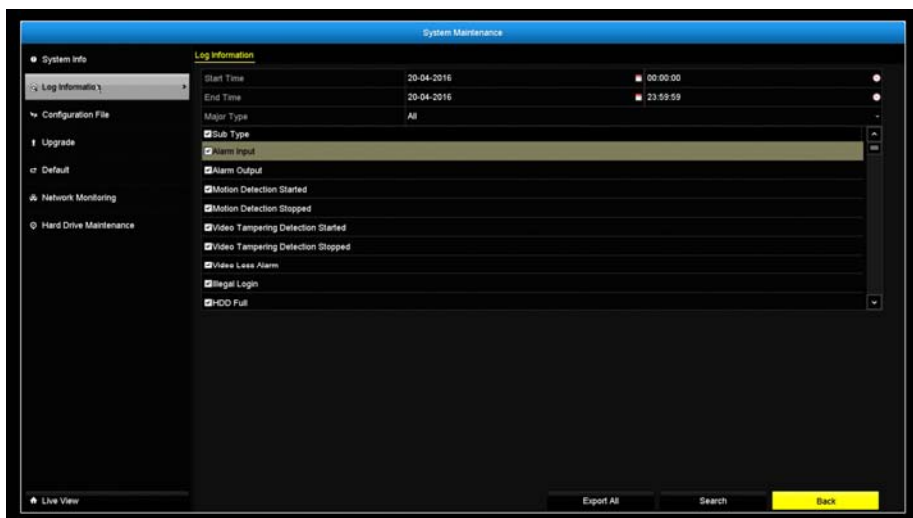 System Maintenance
System Info
Log Information
Configuration File
Upgrade
Default
Network Monitoring
Hard Drive Maintenance
Live View
Log Information
Start Time 20-04-2016 00:00:00
End Time 20-04-2016 23:59:59
Major Type All
Sub Type
Alarm Input
Alarm Output
Motion Detection Started
Motion Detection Stopped
Video Tampering Detection Started
Video Tampering Detection Stopped
Video Loss Alarm
Illegal Login
HDD Full
Export All Search Back